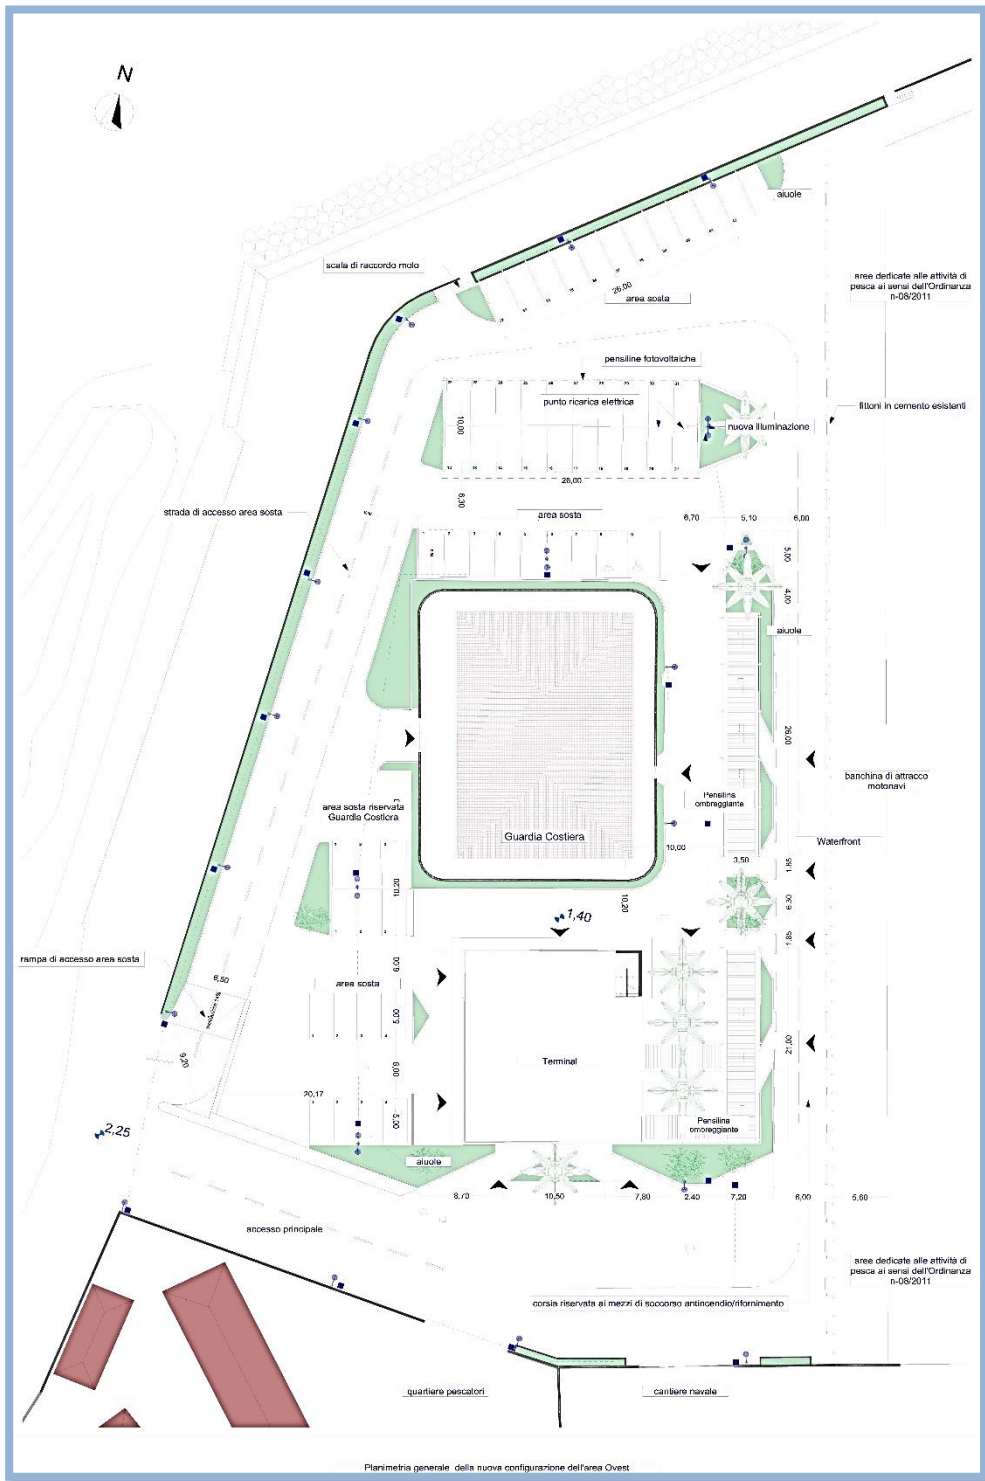 N
aiuole
scala di raccordo molo
26,00
area sosta
aree dedicate alle attività di
pesca ai sensi dell'Ordinanza
n-08/2011
pensiline fotovoltaiche
punto ricarica elettrica
10,00
nuova illuminazione
fittoni in cemento esistenti
26,00
6,30
strada di accesso area sosta
area sosta
6,70
5,10
6,00
5,00
4,00
aiuole
26,00
banchina di attracco
motonavi
Pensilina
ombreggiante
area sosta riservata
Guardia Costiera
Guardia Costiera
Waterfront
10,00
3,50
1,85
10,20
10,20
6,30
1,40
1,85
rampa di accesso area sosta
6,50
area sosta
6,00
5,00
21,00
9,20
Terminal
6,00
20,17
5,00
Pensilina
ombreggiante
2,25
aiuole
8,70
10,50
7,80
2,40
7,20
6,00
5,60
accesso principale
aree dedicate alle attività di
pesca ai sensi dell'Ordinanza
n-08/2011
corsia riservata ai mezzi di soccorso antincendio/rifornimento
quartiere pescatori
cantiere navale
Planimetria generale della nuova configurazione dell'area Ovest